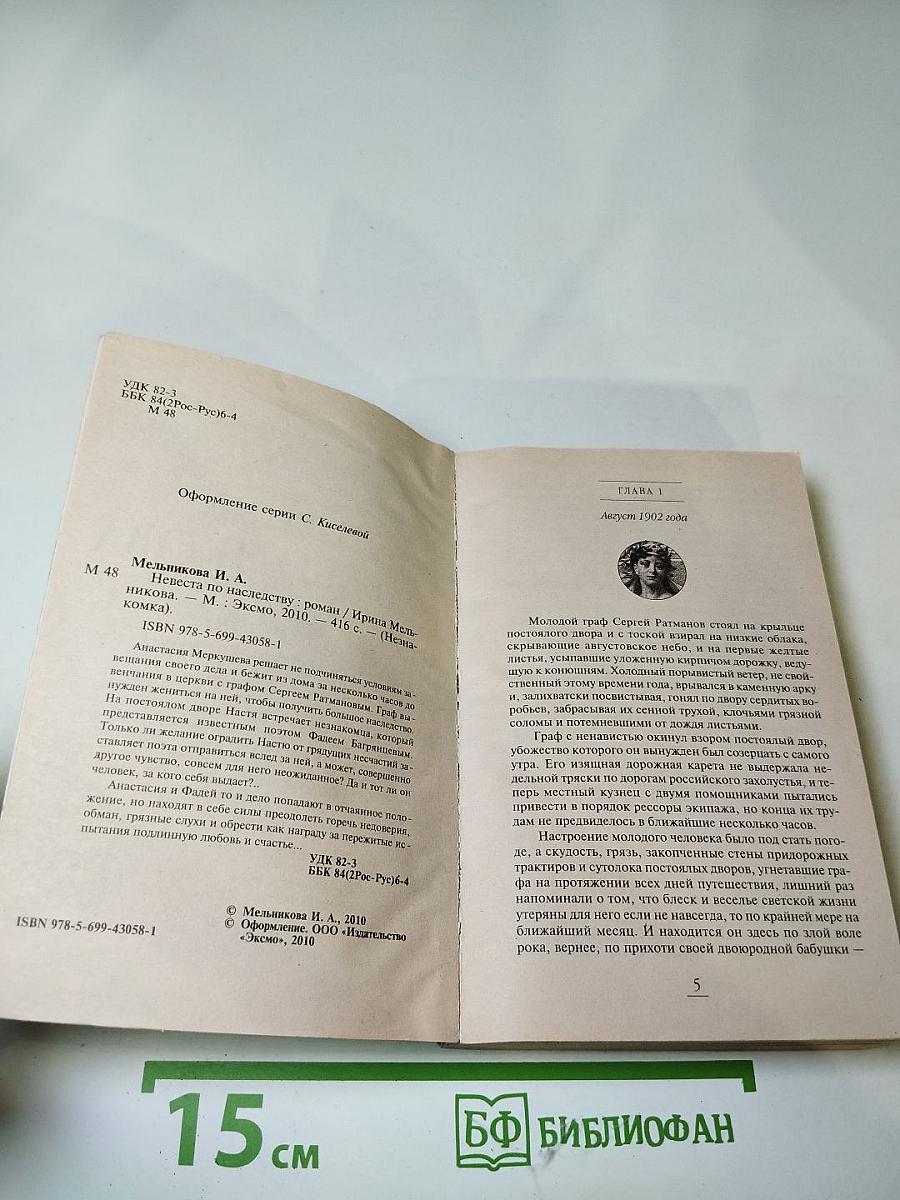 УДК 82-3
ББК 84(2Рос-Рус)6-4
М 48
Оформление серии С. Киселевой
Мельникова И. А.
М 48 Невеста по наследству : роман / Ирина Мель-
никова. — М. : Эксмо, 2010. — 416 с. — (Незна-
комка).
ISBN 978-5-699-43058-1
Анастасия Меркушева решает не подчиняться условиям за-
вещания своего деда и бежит из дома за несколько часов до
венчания в церкви с графом Сергеем Ратмановым. Граф вы-
нужден жениться на ней, чтобы получить большое наследство.
На постоялом дворе Настя встречает незнакомца, который
представляется известным поэтом Фадеем Багрянцевым.
Только ли желание оградить Настю от грядущих несчастий за-
ставляет поэта отправиться вслед за ней, а может, совершенно
другое чувство, совсем для него неожиданное? Да и тот ли он
человек, за кого себя выдает?..
Анастасия и Фадей то и дело попадают в отчаянное поло-
жение, но находят в себе силы преодолеть горечь недоверия,
обман, грязные слухи и обрести как награду за пережитые ис-
пытания подлинную любовь и счастье...
УДК 82-3
ББК 84(2Рос-Рус)6-4
© Мельникова И. А., 2010
© Оформление. ООО «Издательство
«Эксмо», 2010
ISBN 978-5-699-43058-1
ГЛАВА 1
Август 1902 года
Молодой граф Сергей Ратманов стоял на крыльце
постоялого двора и с тоской взирал на низкие облака,
скрывающие августовское небо, и на первые желтые
листья, усыпавшие уложенную кирпичом дорожку, веду-
щую к конюшням. Холодный порывистый ветер, не свой-
ственный этому времени года, врывался в каменную арку
и, залихватски посвистывая, гонял по двору сердитых во-
робьев, забрасывая их сенной трухой, клочьями грязной
соломы и потемневшими от дождя листьями.
Граф с ненавистью окинул взором постоялый двор,
убожество которого он вынужден был созерцать с самого
утра. Его изящная дорожная карета не выдержала не-
дельной тряски по дорогам российского захолустья, и те-
перь местный кузнец с двумя помощниками пытались
привести в порядок рессоры экипажа, но конца их тру-
дам не предвиделось в ближайшие несколько часов.
Настроение молодого человека было под стать пого-
де, а скудость, грязь, закопченные стены придорожных
трактиров и сутолока постоялых дворов, угнетавшие гра-
фа на протяжении всех дней путешествия, лишний раз
напоминали о том, что блеск и веселье светской жизни
утеряны для него если не навсегда, то по крайней мере на
ближайший месяц. И находится он здесь по злой воле
рока, вернее, по прихоти своей двоюродной бабушки —
5
15 см
БФ БИБЛИОФАН